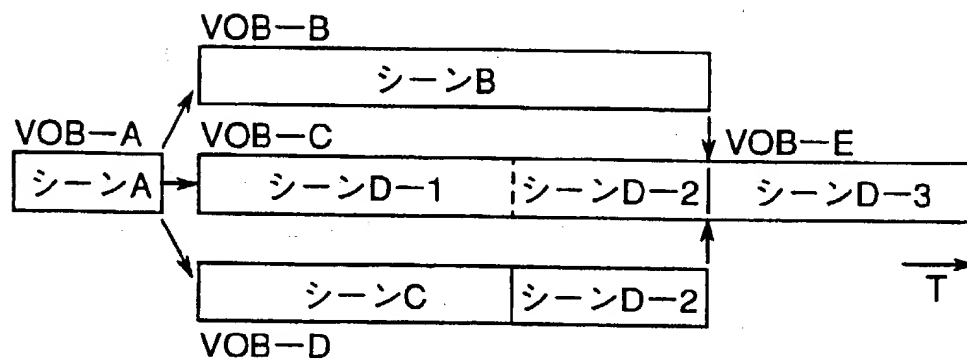 VOB－B
シーンB
VOB－A
VOB－C
VOB－E
シーンA
シーンD－1
シーンD－2
シーンD－3
シーンC
シーンD－2
T
VOB－D